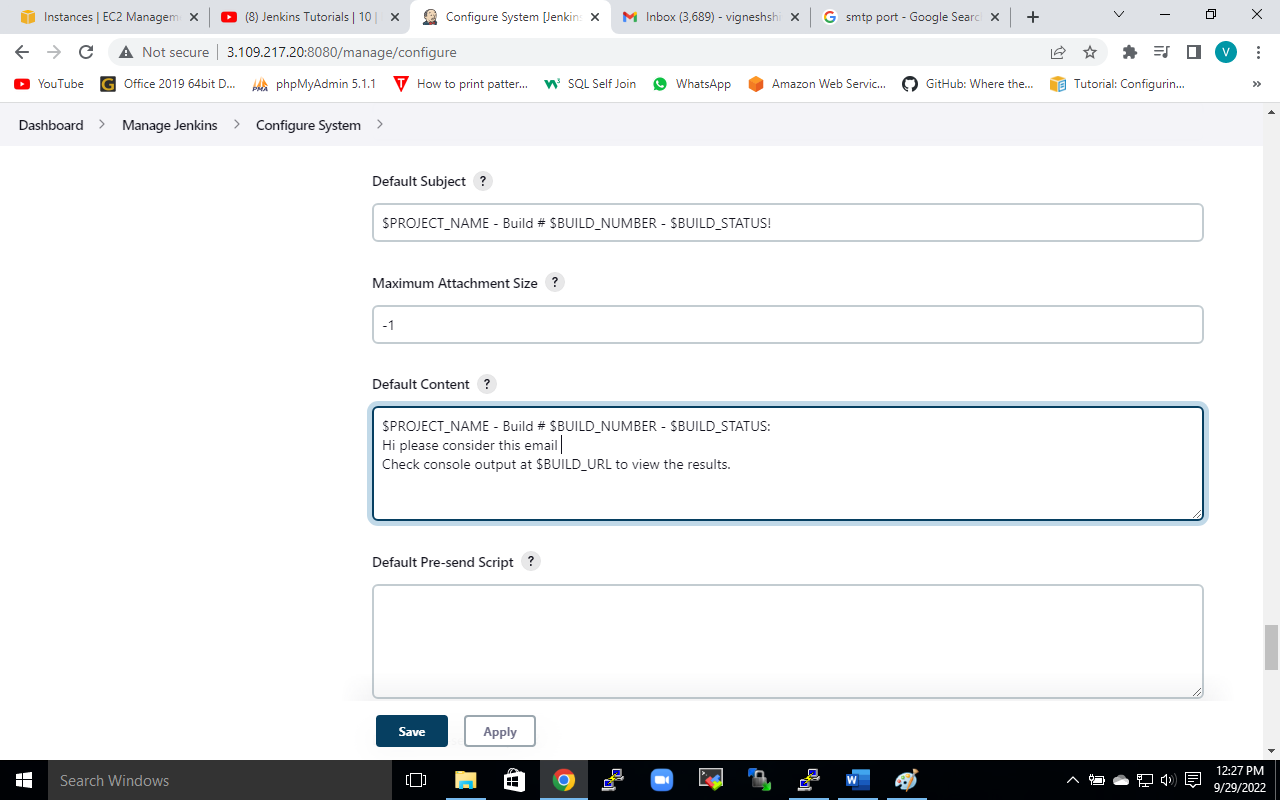 Instances | EC2 Managem
(8) Jenkins Tutorials | 10 |
Configure System [Jenkin
Inbox (3,689) - vigneshshi
smtp port - Google Search
Not secure
3.109.217.20:8080/manage/configure
V
YouTube
Office 2019 64bit D...
phpMyAdmin 5.1.1
How to print patter...
SQL Self Join
WhatsApp
Amazon Web Servic...
GitHub: Where the...
Tutorial: Configurin...
»
Dashboard > Manage Jenkins > Configure System >
Default Subject ?
$PROJECT_NAME - Build # $BUILD_NUMBER - $BUILD_STATUS!
Maximum Attachment Size ?
-1
Default Content ?
$PROJECT_NAME - Build # $BUILD_NUMBER - $BUILD_STATUS:
Hi please consider this email
Check console output at $BUILD_URL to view the results.
Default Pre-send Script ?
Save
Apply
Search Windows
12:27 PM
9/29/2022